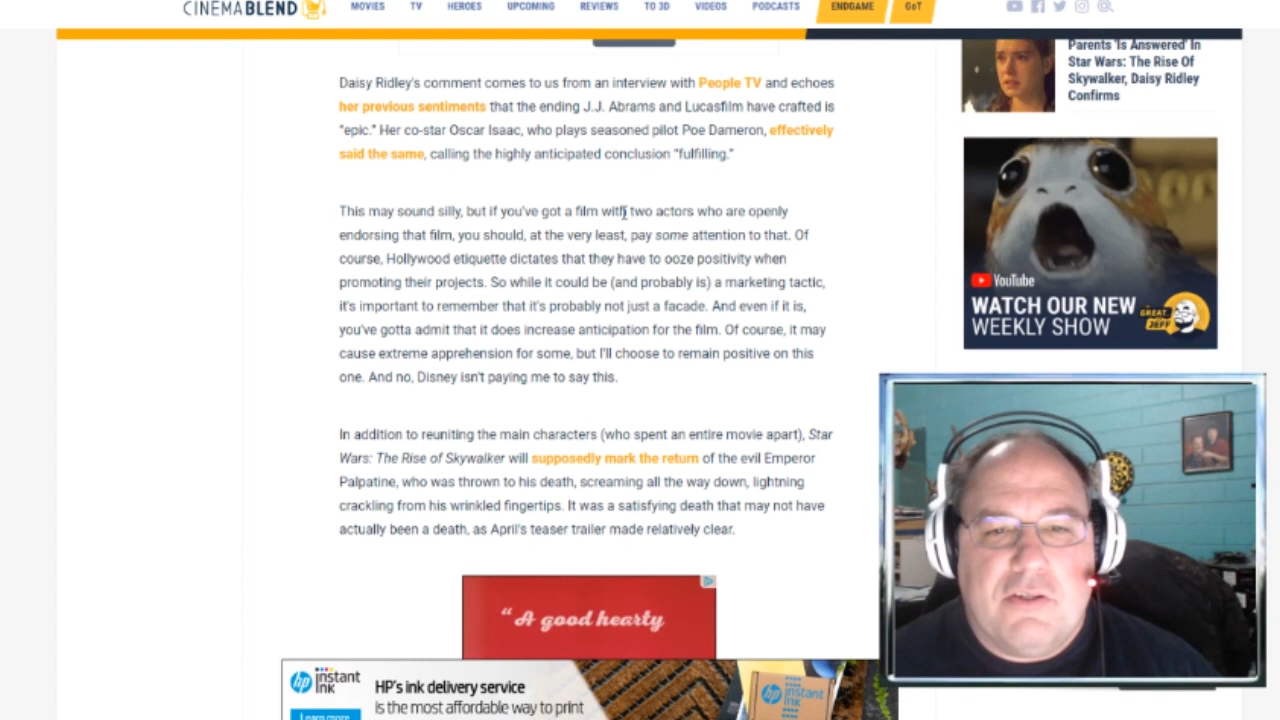 CINEMABLEND
MOVIES TV HEROES UPCOMING REVIEWS TO 3D VIDEOS PODCASTS ENDGAME GoT
Daisy Ridley's comment comes to us from an interview with People TV and echoes
her previous sentiments that the ending J.J. Abrams and Lucasfilm have crafted is
"epic." Her co-star Oscar Isaac, who plays seasoned pilot Poe Dameron, effectively
said the same, calling the highly anticipated conclusion "fulfilling."
This may sound silly, but if you've got a film with two actors who are openly
endorsing that film, you should, at the very least, pay some attention to that. Of
course, Hollywood etiquette dictates that they have to ooze positivity when
promoting their projects. So while it could be (and probably is) a marketing tactic,
it's important to remember that it's probably not just a facade. And even if it is,
you've gotta admit that it does increase anticipation for the film. Of course, it may
cause extreme apprehension for some, but I'll choose to remain positive on this
one. And no, Disney isn't paying me to say this.
In addition to reuniting the main characters (who spent an entire movie apart), Star
Wars: The Rise of Skywalker will supposedly mark the return of the evil Emperor
Palpatine, who was thrown to his death, screaming all the way down, lightning
crackling from his wrinkled fingertips. It was a satisfying death that may not have
actually been a death, as April's teaser trailer made relatively clear.
"A good hearty
hp instant ink
HP's ink delivery service
is the most affordable way to print
Learn more
Parents 'Is Answered' In
Star Wars: The Rise Of
Skywalker, Daisy Ridley
Confirms
YouTube
WATCH OUR NEW
WEEKLY SHOW
GREAT
JEFF
hp instant ink